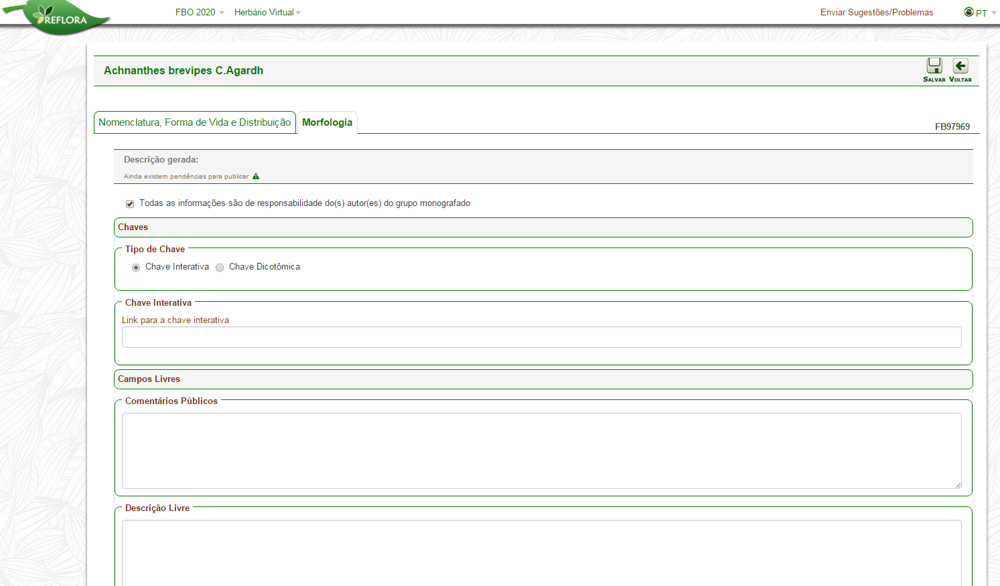 REFLORA
FBO 2020 Herbário Virtual Enviar Sugestões/Problemas PT
Achnanthes brevipes C.Agardh
SALVAR VOLTAR
Nomenclatura, Forma de Vida e Distribuição Morfologia
FB97969
Descrição gerada:
Ainda existem pendências para publicar
Todas as informações são de responsabilidade do(s) autor(es) do grupo monografado
Chaves
Tipo de Chave
Chave Interativa Chave Dicotômica
Chave Interativa
Link para a chave interativa
Campos Livres
Comentários Públicos
Descrição Livre